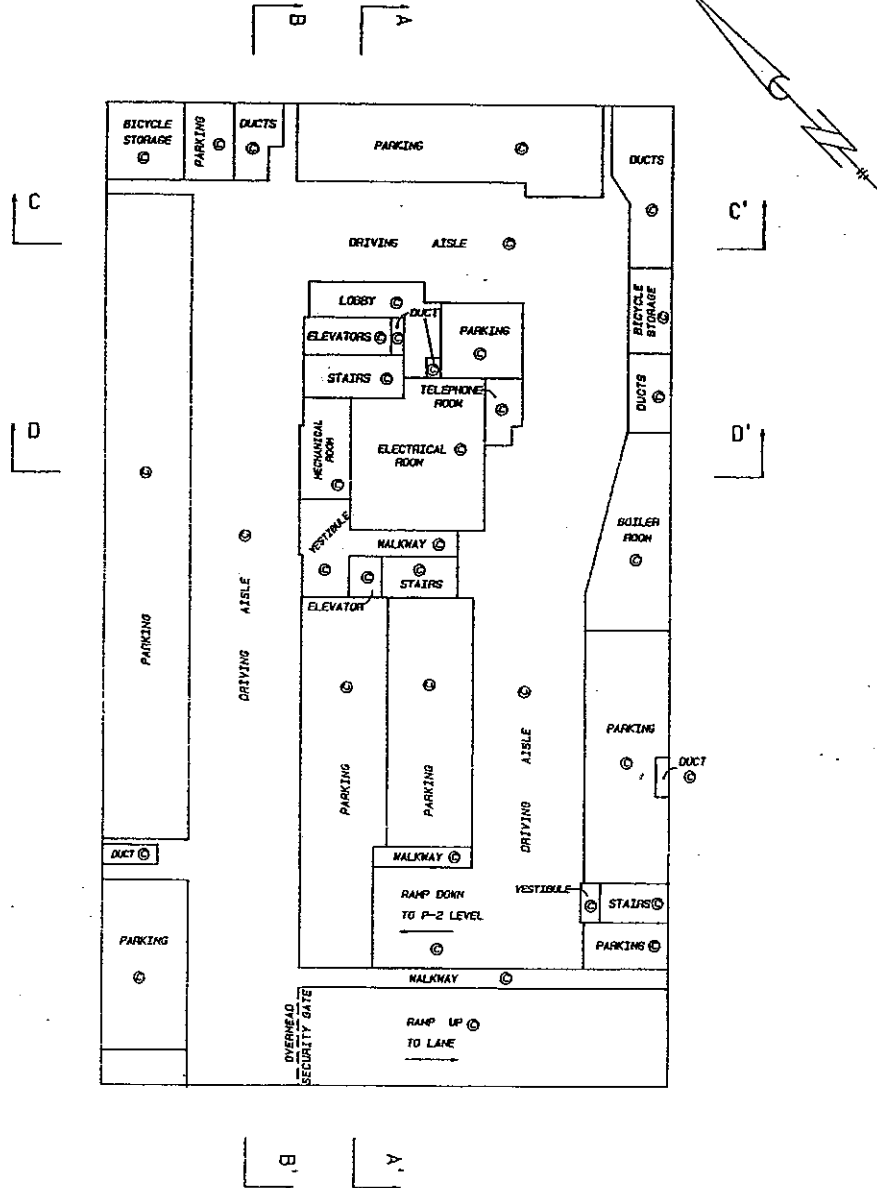 B
A
BICYCLE
STORAGE
©
PARKING
©
DUCTS
©
PARKING ©
DUCTS
©
C
C'
DRIVING AISLE ©
LOBBY ©
DUCT
ELEVATORS © ©
PARKING
©
BICYCLE
STORAGE
©
STAIRS ©
©
TELEPHONE
ROOM
©
DUCTS
©
D
D'
MECHANICAL
ROOM
©
ELECTRICAL
ROOM
©
PARKING
©
DRIVING AISLE
©
VESTIBULE
©
WALKWAY ©
©
STAIRS
©
ELEVATOR
BOILER
ROOM
©
PARKING
©
PARKING
©
DRIVING AISLE
©
PARKING
©
DUCT
©
DUCT ©
WALKWAY ©
RAMP DOWN
TO P-2 LEVEL
©
VESTIBULE
©
STAIRS ©
PARKING ©
PARKING
©
WALKWAY ©
OVERHEAD
SECURITY GATE
RAMP UP ©
TO LANE
B'
A'